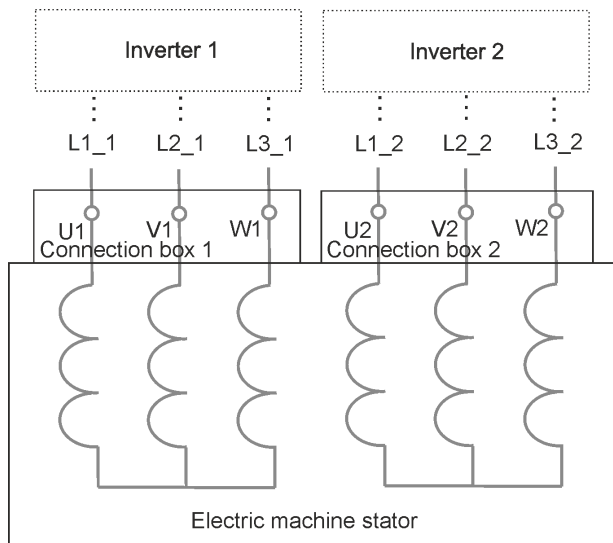 Inverter 1
Inverter 2
L1_1
L2_1
L3_1
L1_2
L2_2
L3_2
U1
V1
W1
U2
V2
W2
Connection box 1
Connection box 2
Electric machine stator